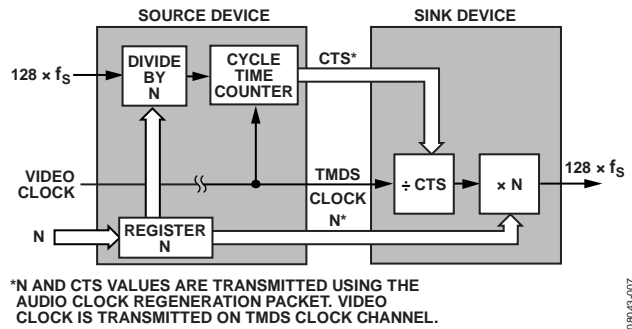 SOURCE DEVICE
SINK DEVICE
128 × fS
DIVIDE
BY
N
CYCLE
TIME
COUNTER
CTS*
VIDEO
CLOCK
TMDS
CLOCK
N*
÷ CTS
× N
128 × fS
N
REGISTER
N
*N AND CTS VALUES ARE TRANSMITTED USING THE
AUDIO CLOCK REGENERATION PACKET. VIDEO
CLOCK IS TRANSMITTED ON TMDS CLOCK CHANNEL.
18043-007